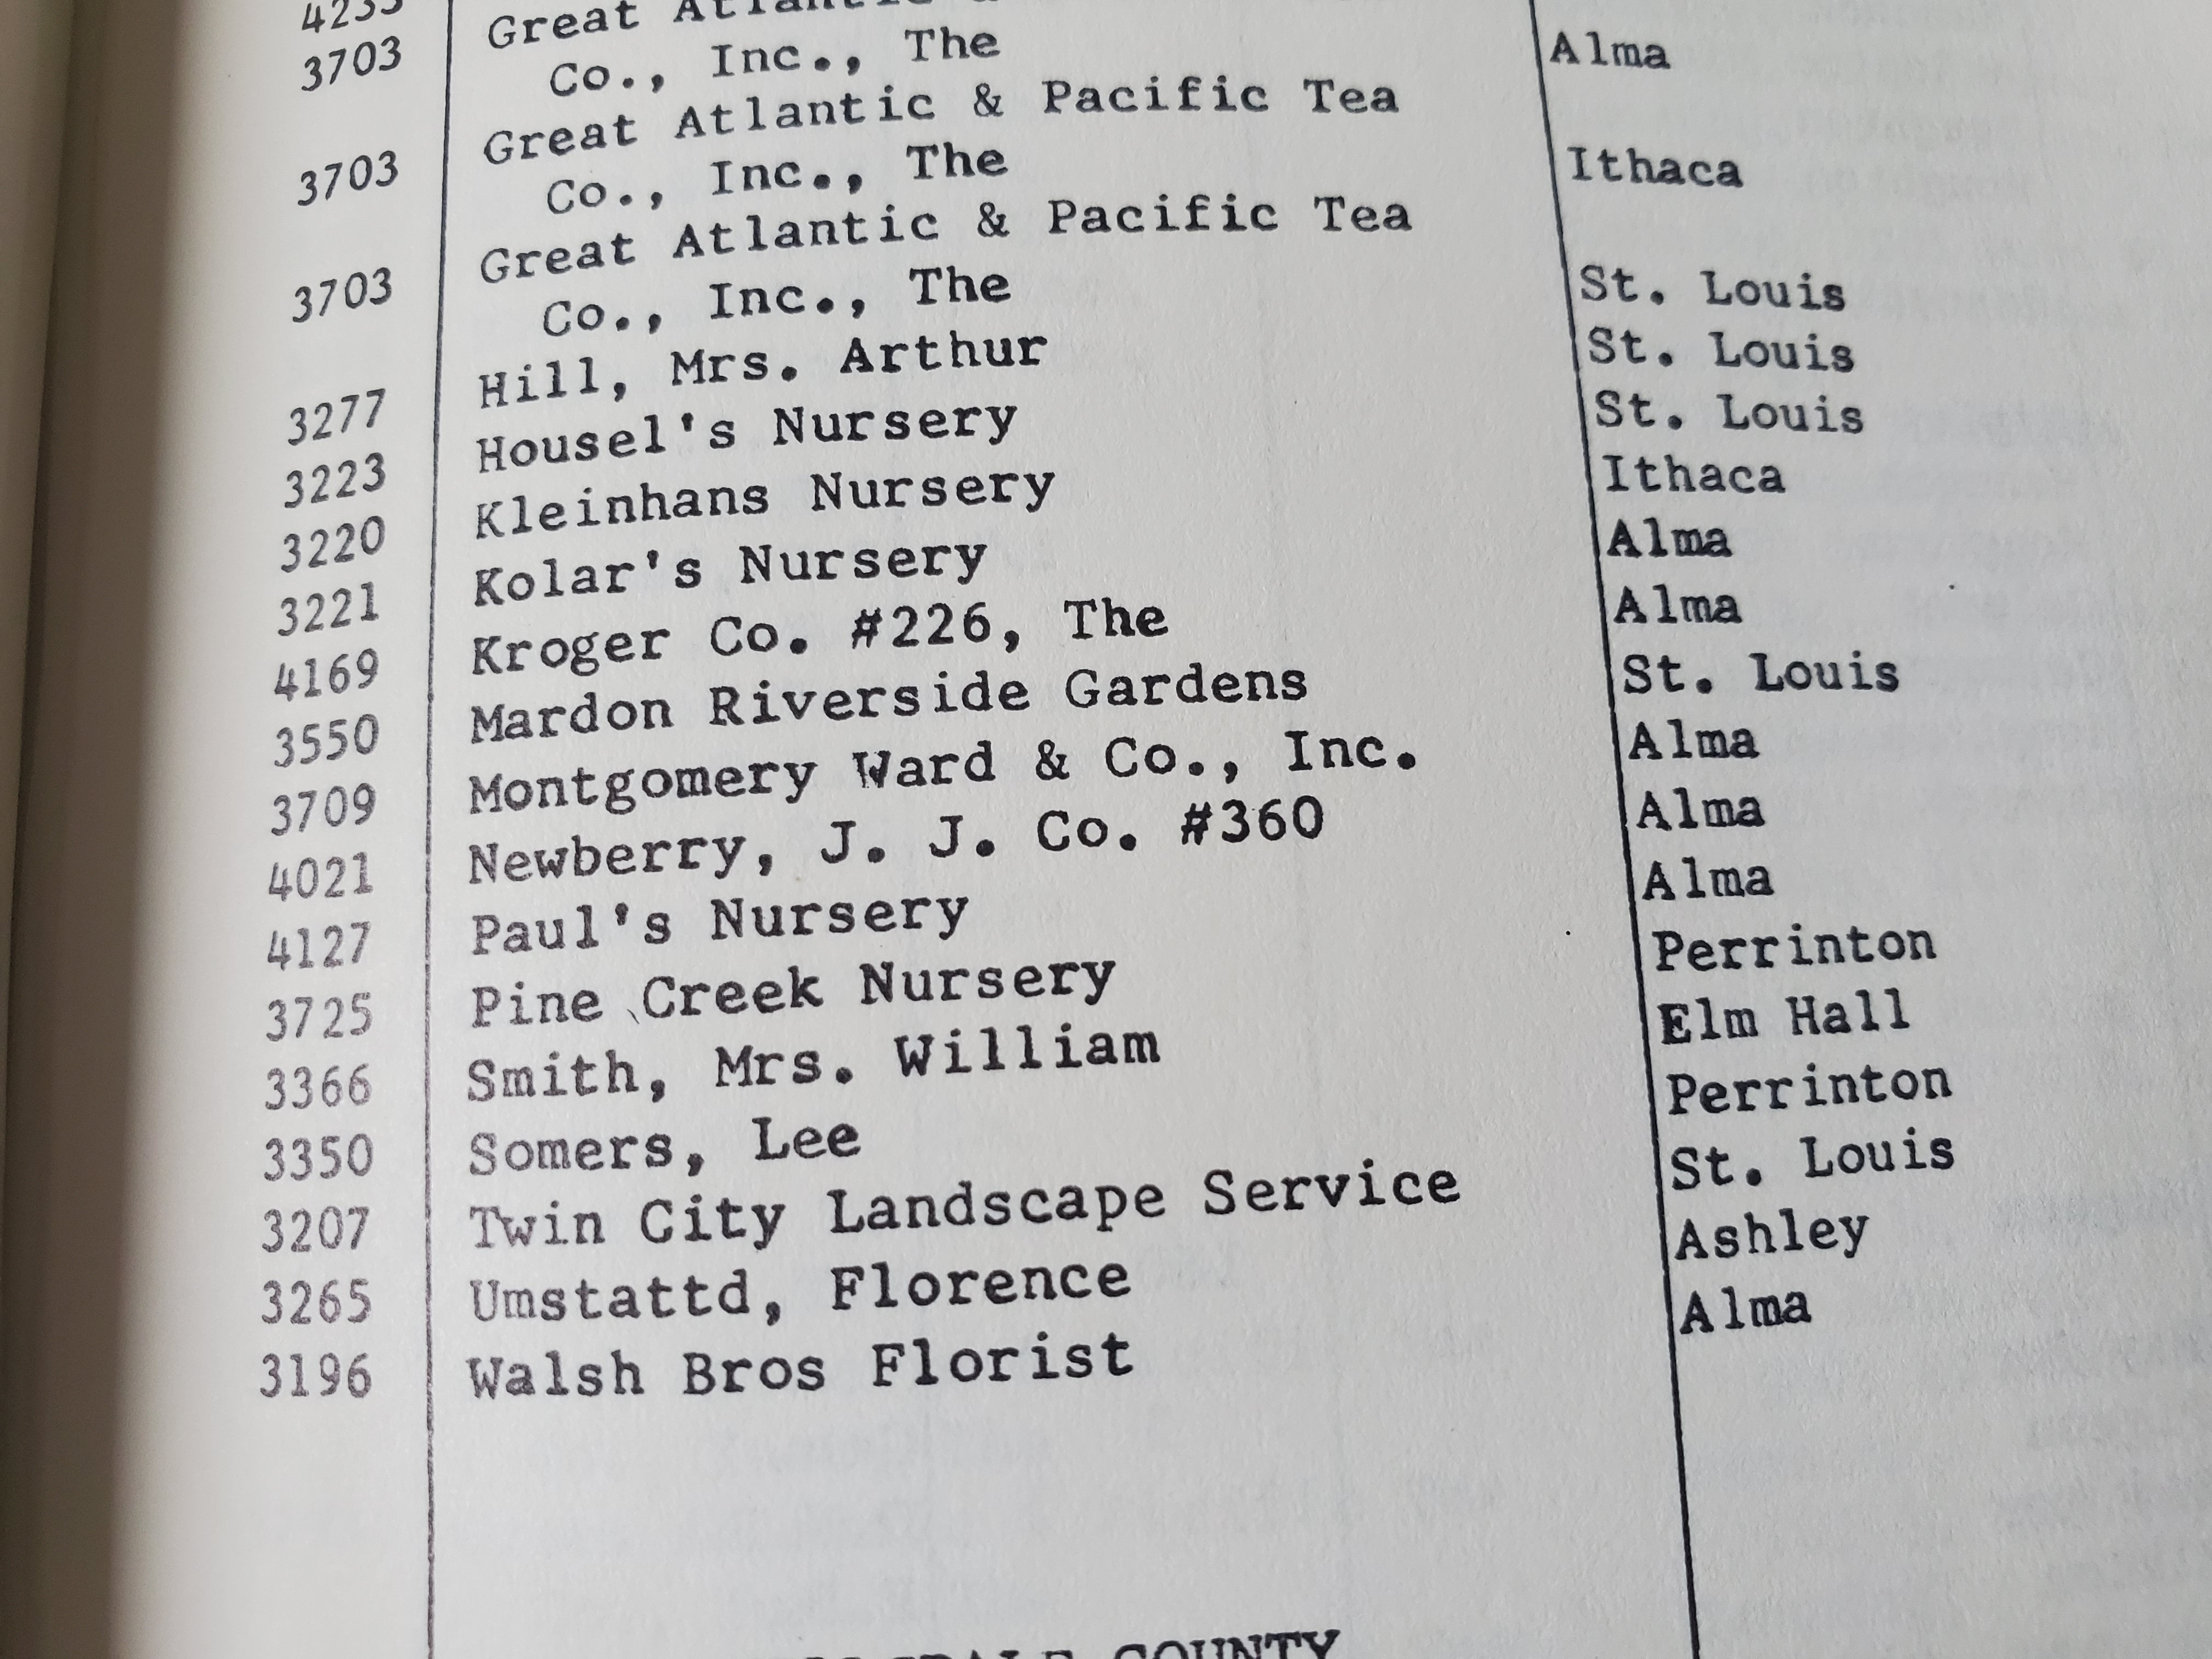 3703 Great
Co., Inc., The Alma
3703 Great Atlantic & Pacific Tea
Co., Inc., The Ithaca
3703 Great Atlantic & Pacific Tea
Co., Inc., The St. Louis
3277 Hill, Mrs. Arthur St. Louis
3223 Housel's Nursery St. Louis
3220 Kleinhans Nursery Ithaca
3221 Kolar's Nursery Alma
4169 Kroger Co. #226, The Alma
3550 Mardon Riverside Gardens St. Louis
3709 Montgomery Ward & Co., Inc. Alma
4021 Newberry, J. J. Co. #360 Alma
4127 Paul's Nursery Alma
3725 Pine Creek Nursery Perrinton
3366 Smith, Mrs. William Elm Hall
3350 Somers, Lee Perrinton
3207 Twin City Landscape Service St. Louis
3265 Umstattd, Florence Ashley
3196 Walsh Bros Florist Alma
COUNTY